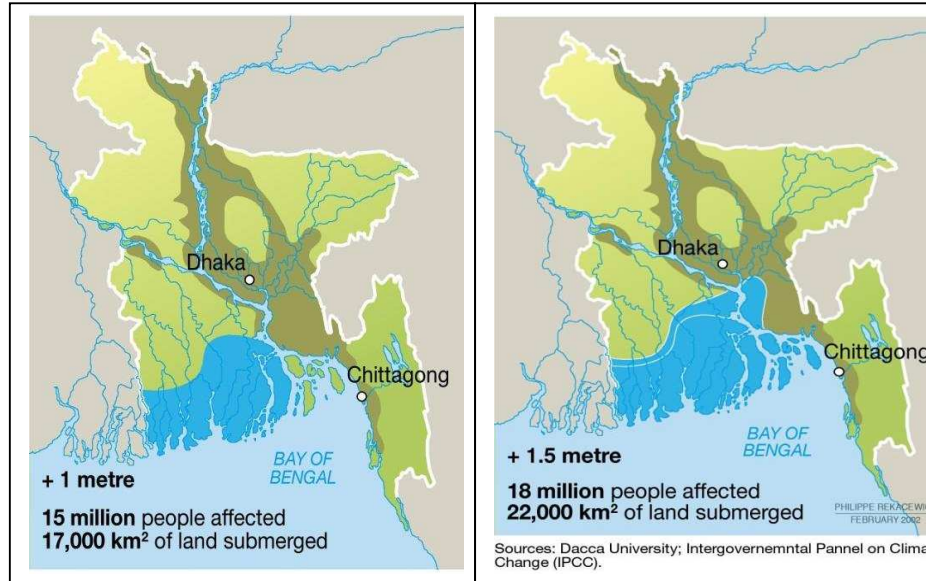 Dhaka
Chittagong
BAY OF
BENGAL
+ 1 metre
15 million people affected
17,000 km² of land submerged
Dhaka
Chittagong
BAY OF
BENGAL
+ 1.5 metre
18 million people affected
22,000 km² of land submerged
PHILIPPE REKACEWI
FEBRUARY 2002
Sources: Dacca University; Intergovernemntal Pannel on Clima
Change (IPCC).